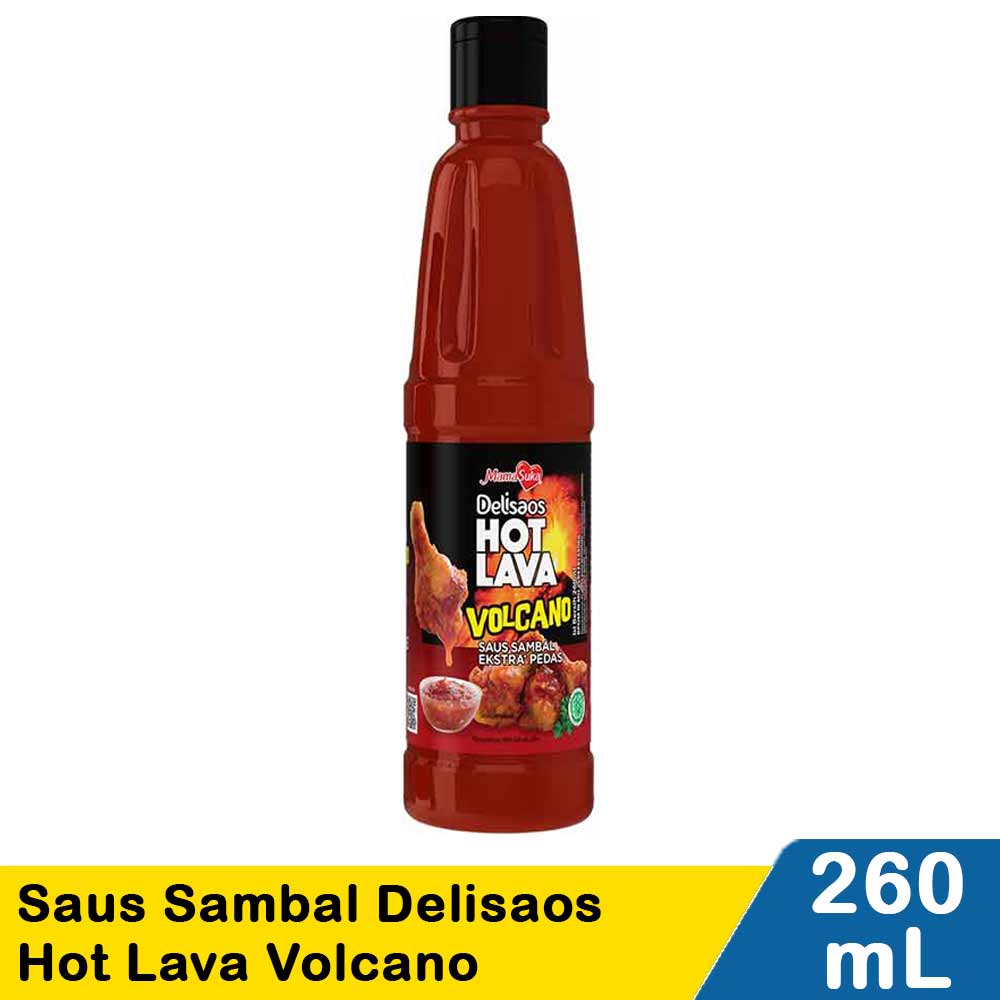 MamaSuka
Delisaos
HOT
LAVA
VOLCANO
SAUS SAMBAL
EKSTRA PEDAS
Saus Sambal Delisaos
Hot Lava Volcano
260
mL